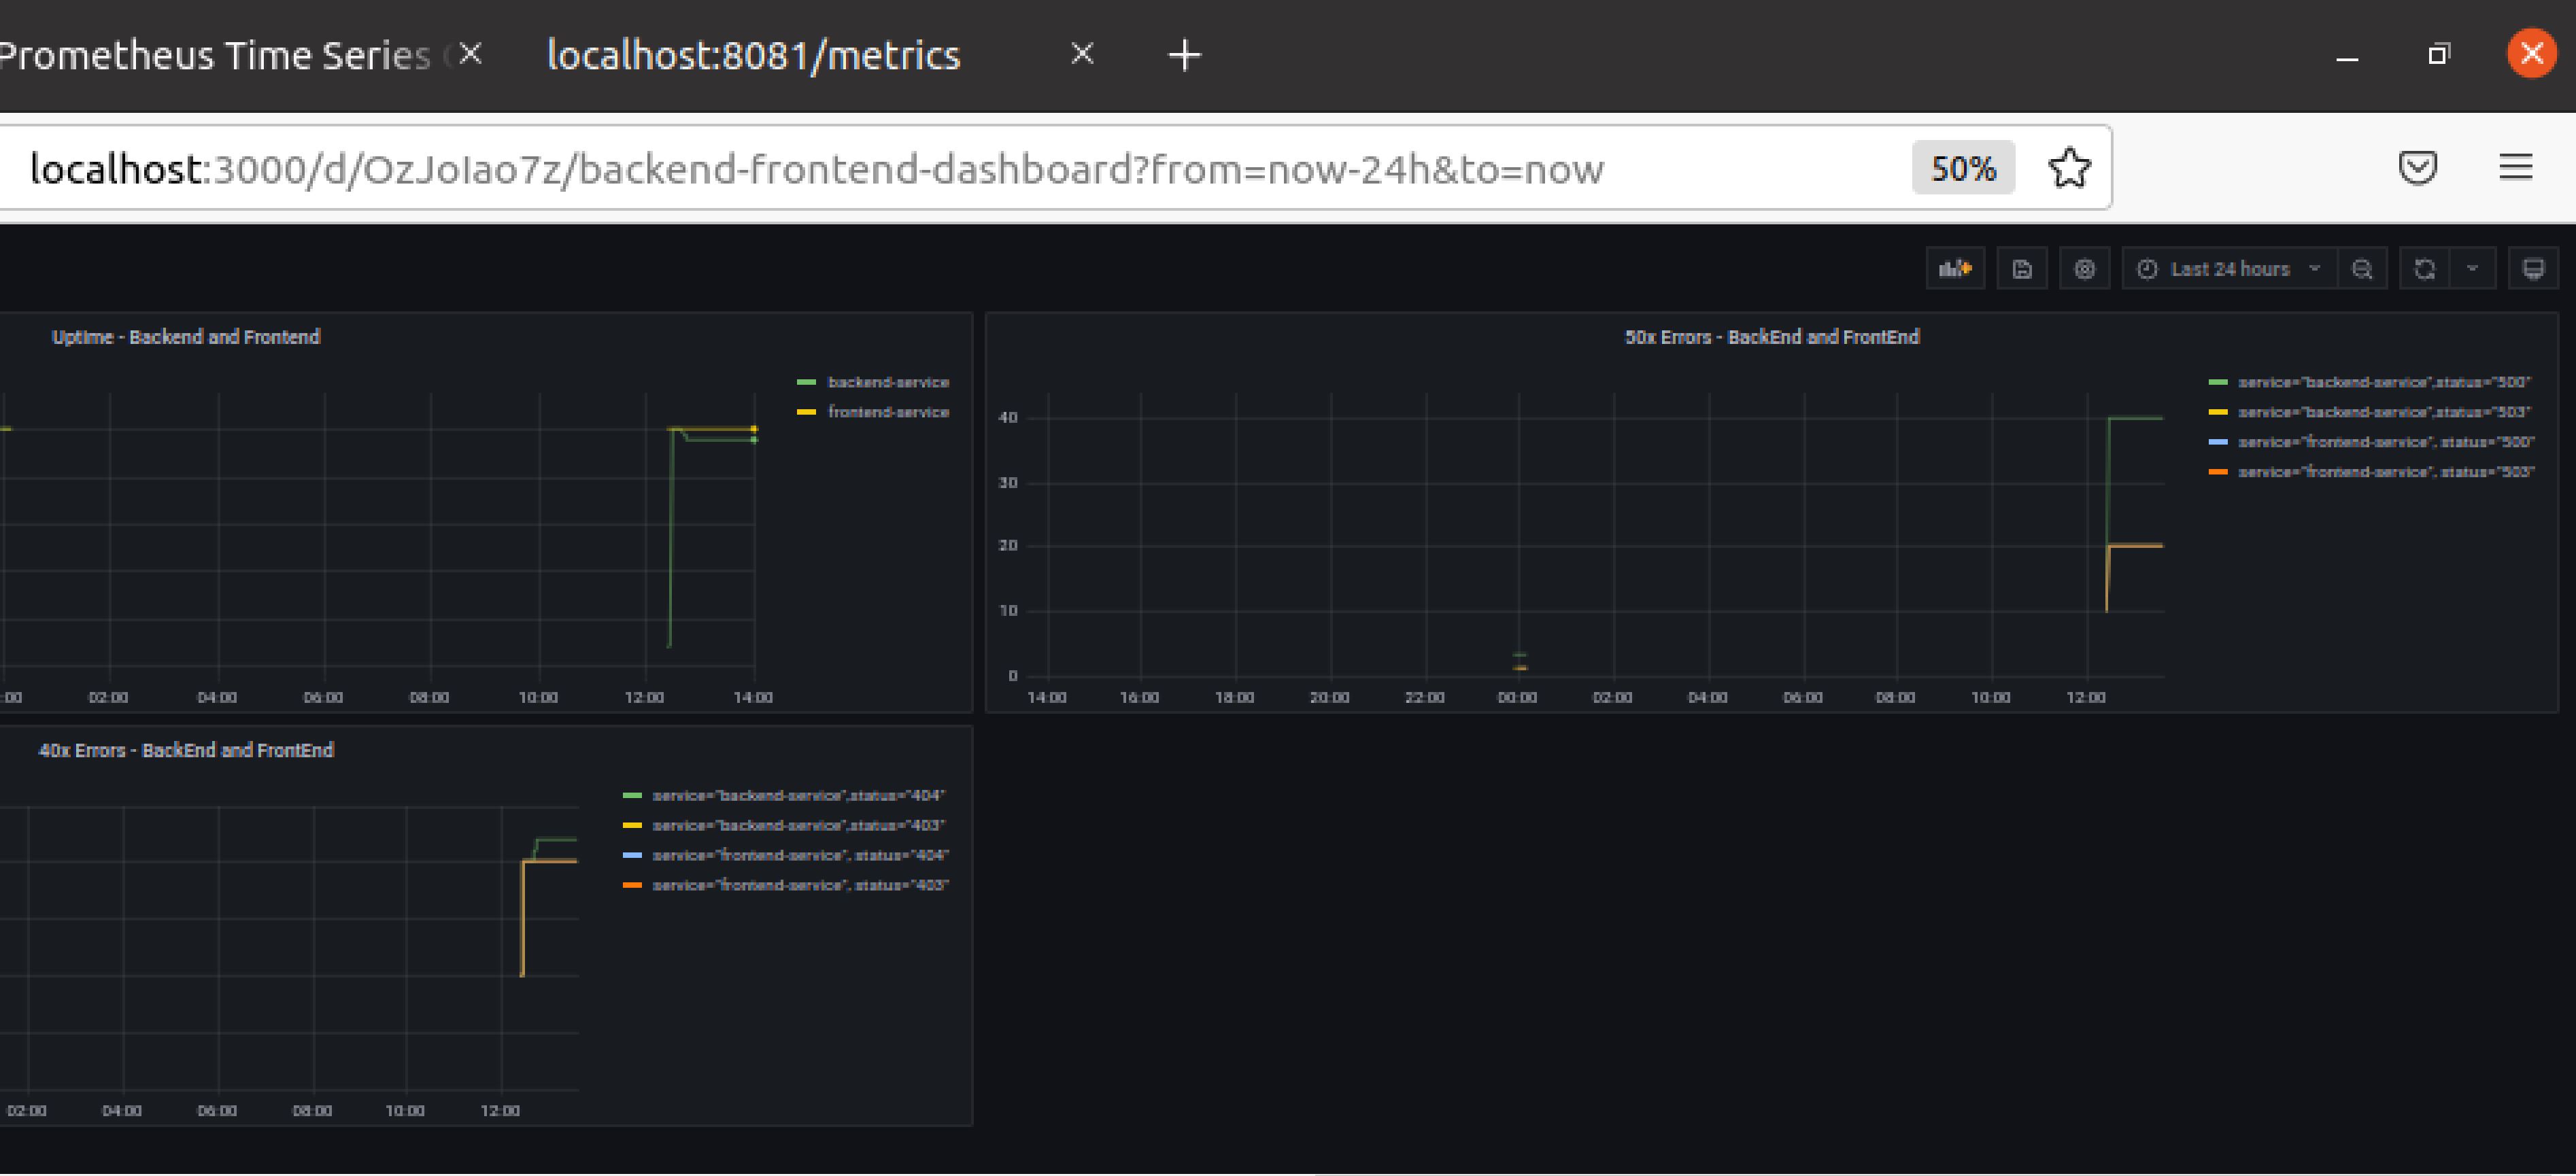 Prometheus Time Series
localhost:8081/metrics
localhost:3000/d/OzJoIao7z/backend-frontend-dashboard?from=now-24h&to=now
50%
Last 24 hours
Uptime - Backend and Frontend
backend-service
frontend-service
:00 02:00 04:00 06:00 08:00 10:00 12:00 14:00
50x Errors - BackEnd and FrontEnd
40
30
20
10
0
14:00 16:00 18:00 20:00 22:00 00:00 02:00 04:00 06:00 08:00 10:00 12:00
service="backend-service",status="500"
service="backend-service",status="503"
service="frontend-service", status="500"
service="frontend-service", status="503"
40x Errors - BackEnd and FrontEnd
service="backend-service",status="404"
service="backend-service",status="403"
service="frontend-service", status="404"
service="frontend-service", status="403"
02:00 04:00 06:00 08:00 10:00 12:00